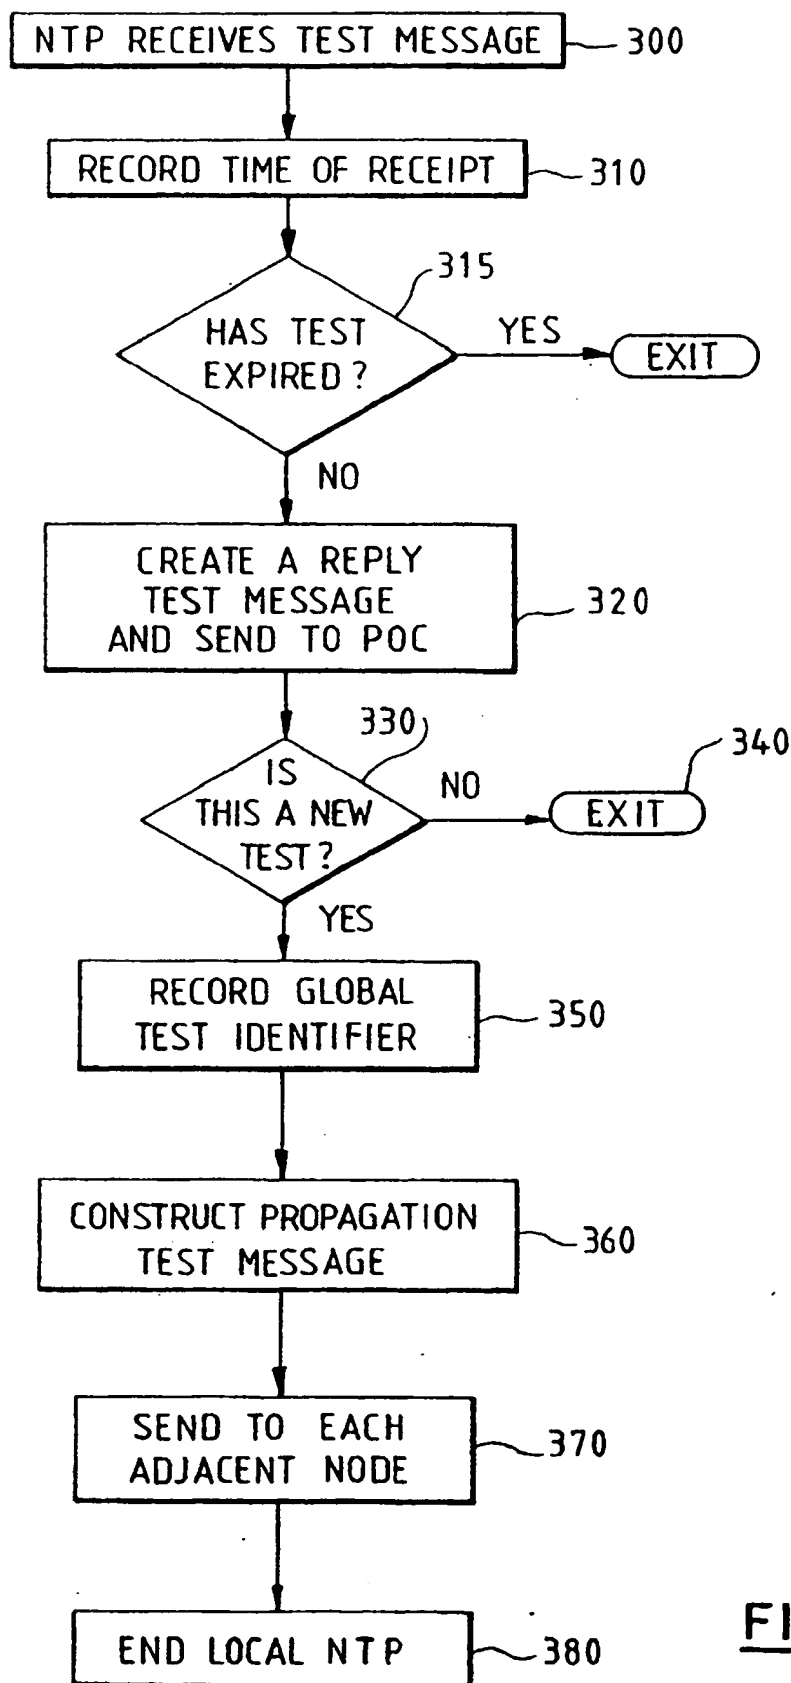 NTP RECEIVES TEST MESSAGE
300
RECORD TIME OF RECEIPT
310
315
HAS TEST
EXPIRED?
YES
EXIT
NO
CREATE A REPLY
TEST MESSAGE
AND SEND TO POC
320
330
IS
THIS A NEW
TEST?
NO
340
EXIT
YES
RECORD GLOBAL
TEST IDENTIFIER
350
CONSTRUCT PROPAGATION
TEST MESSAGE
360
SEND TO EACH
ADJACENT NODE
370
END LOCAL NTP
380